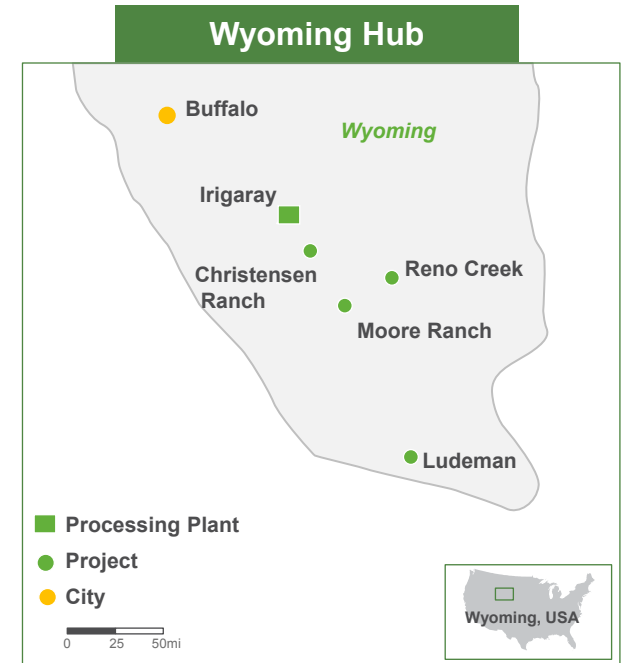 Wyoming Hub
Buffalo
Wyoming
Irigaray
Christensen
Ranch
Reno Creek
Moore Ranch
Ludeman
Processing Plant
Project
City
0 25 50mi
Wyoming, USA